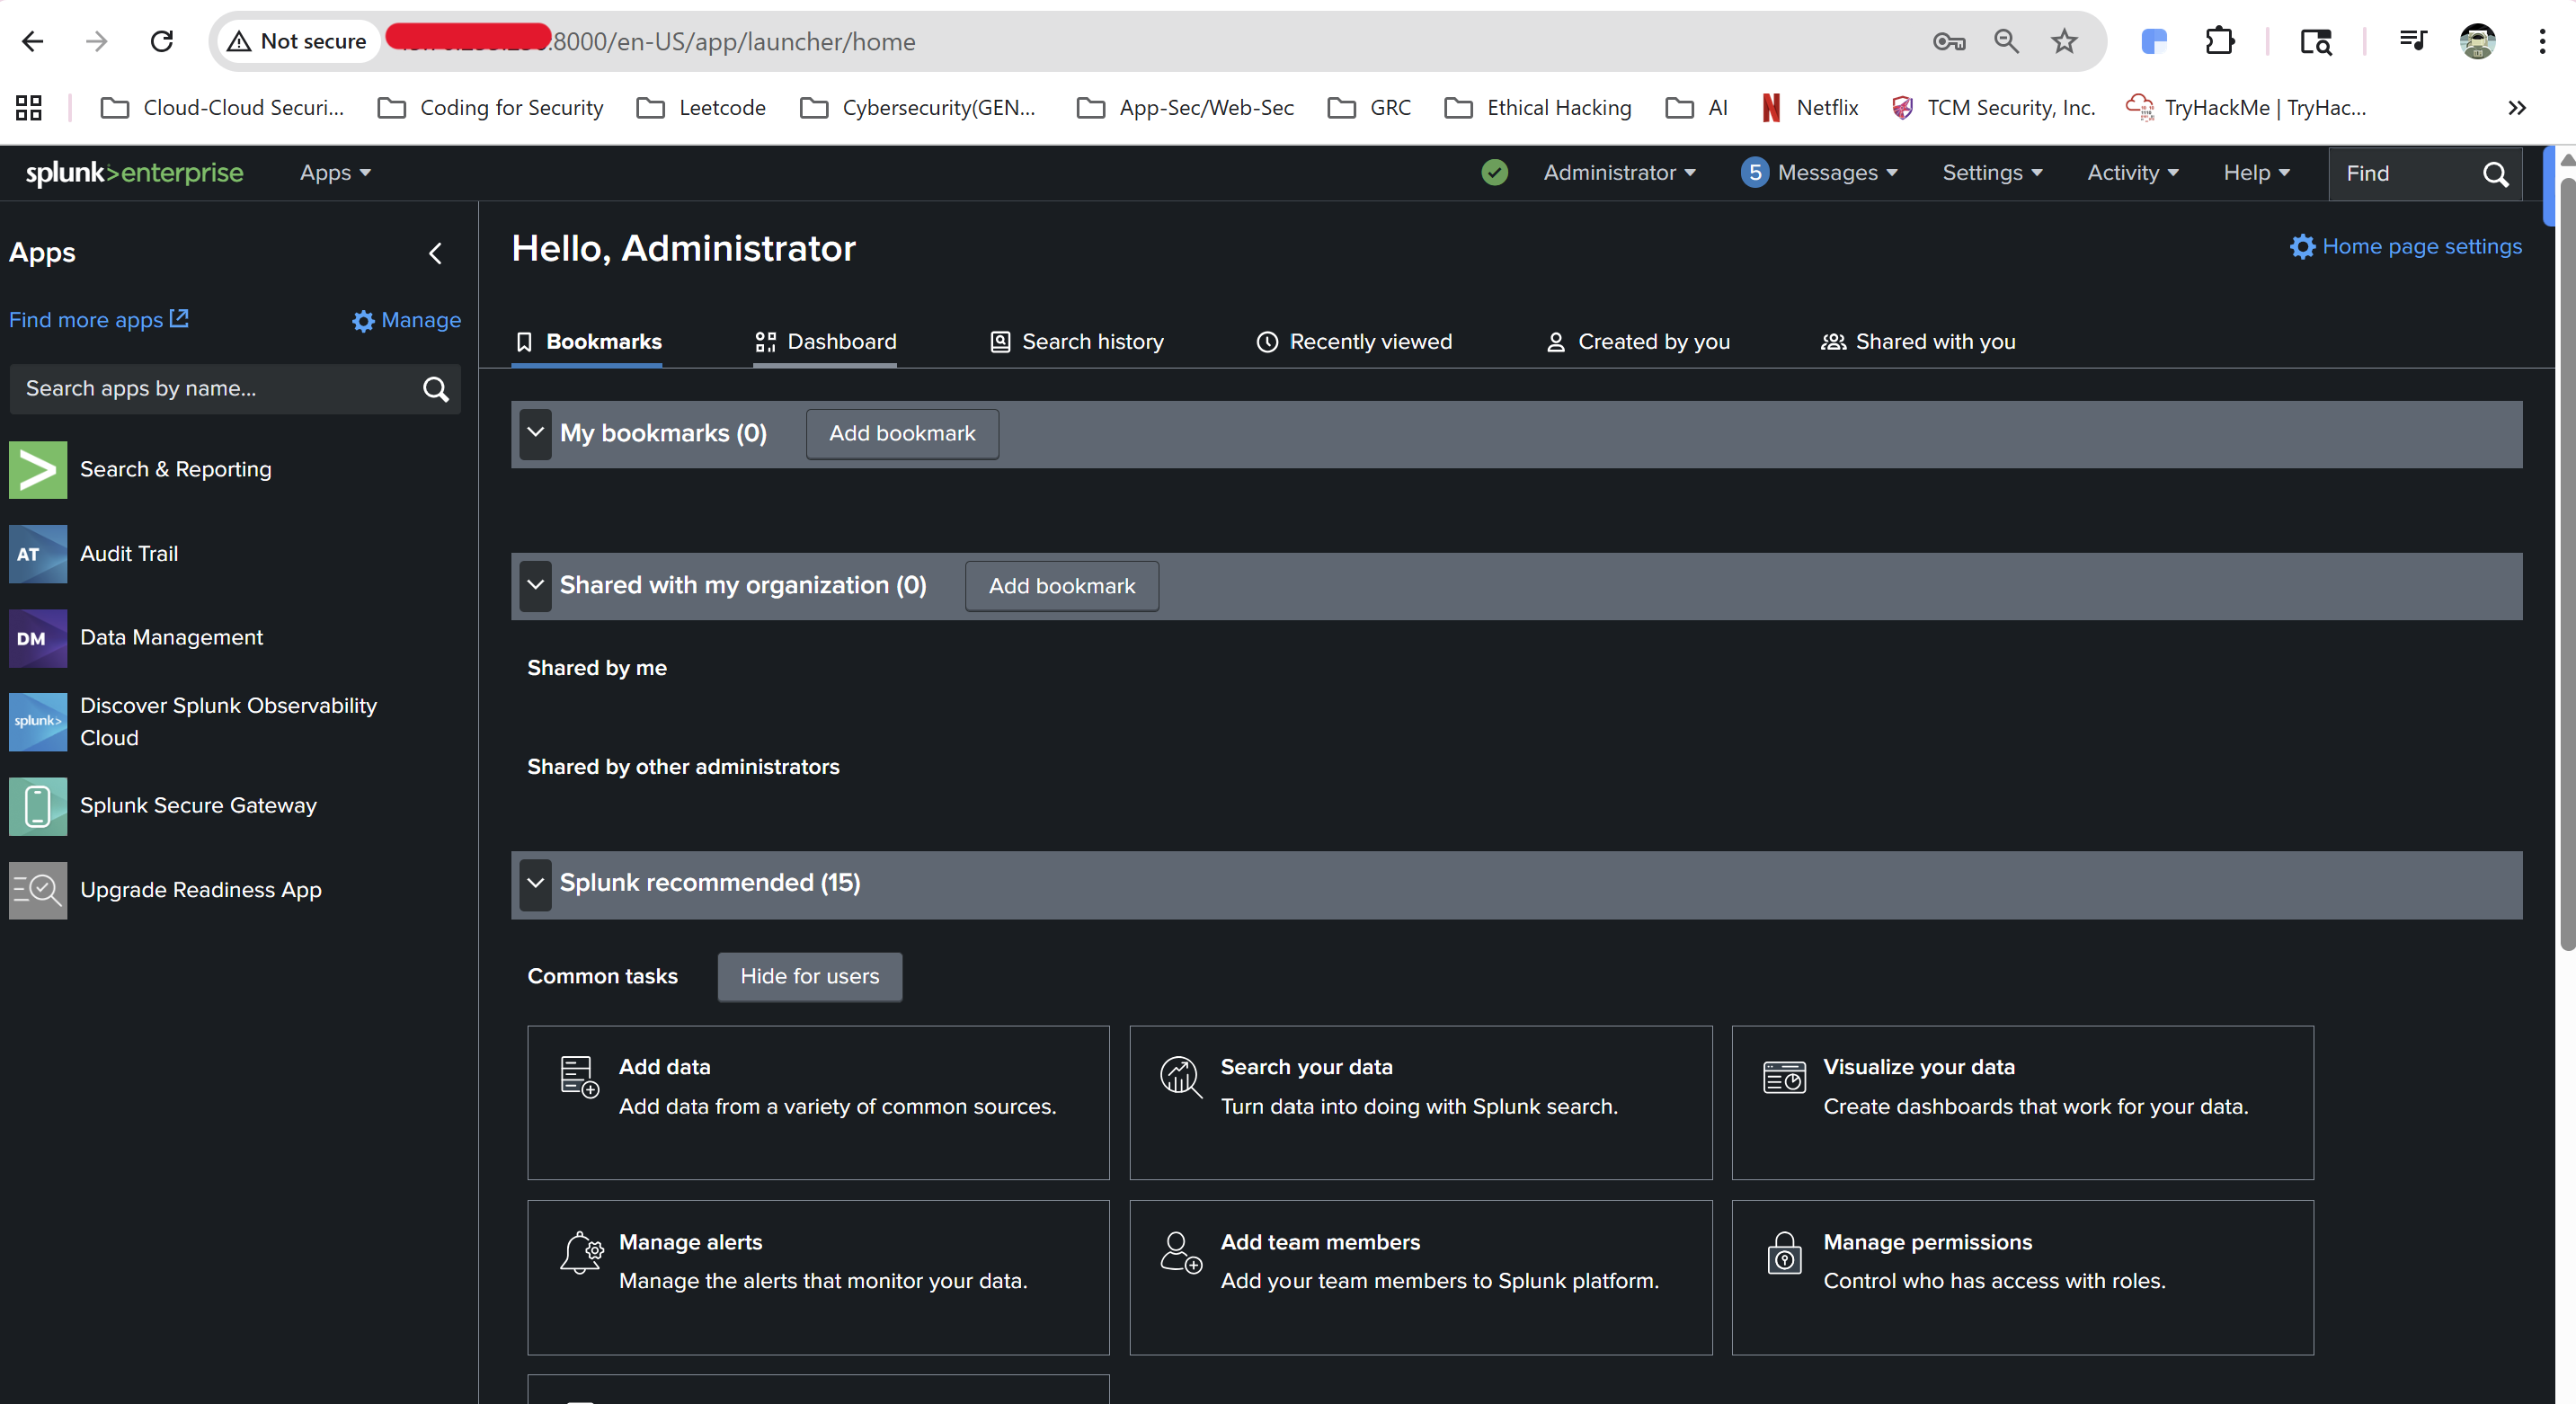 Not secure
:8000/en-US/app/launcher/home
Cloud-Cloud Securi...
Coding for Security
Leetcode
Cybersecurity(GEN...
App-Sec/Web-Sec
GRC
Ethical Hacking
AI
Netflix
TCM Security, Inc.
TryHackMe | TryHac...
splunk>enterprise
Apps
Administrator
5
Messages
Settings
Activity
Help
Find
Apps
Find more apps
Manage
Search apps by name...
Search & Reporting
AT
Audit Trail
DM
Data Management
splunk>
Discover Splunk Observability
Cloud
Splunk Secure Gateway
Upgrade Readiness App
Hello, Administrator
Home page settings
Bookmarks
Dashboard
Search history
Recently viewed
Created by you
Shared with you
My bookmarks (0)
Add bookmark
Shared with my organization (0)
Add bookmark
Shared by me
Shared by other administrators
Splunk recommended (15)
Common tasks
Hide for users
Add data
Add data from a variety of common sources.
Search your data
Turn data into doing with Splunk search.
Visualize your data
Create dashboards that work for your data.
Manage alerts
Manage the alerts that monitor your data.
Add team members
Add your team members to Splunk platform.
Manage permissions
Control who has access with roles.